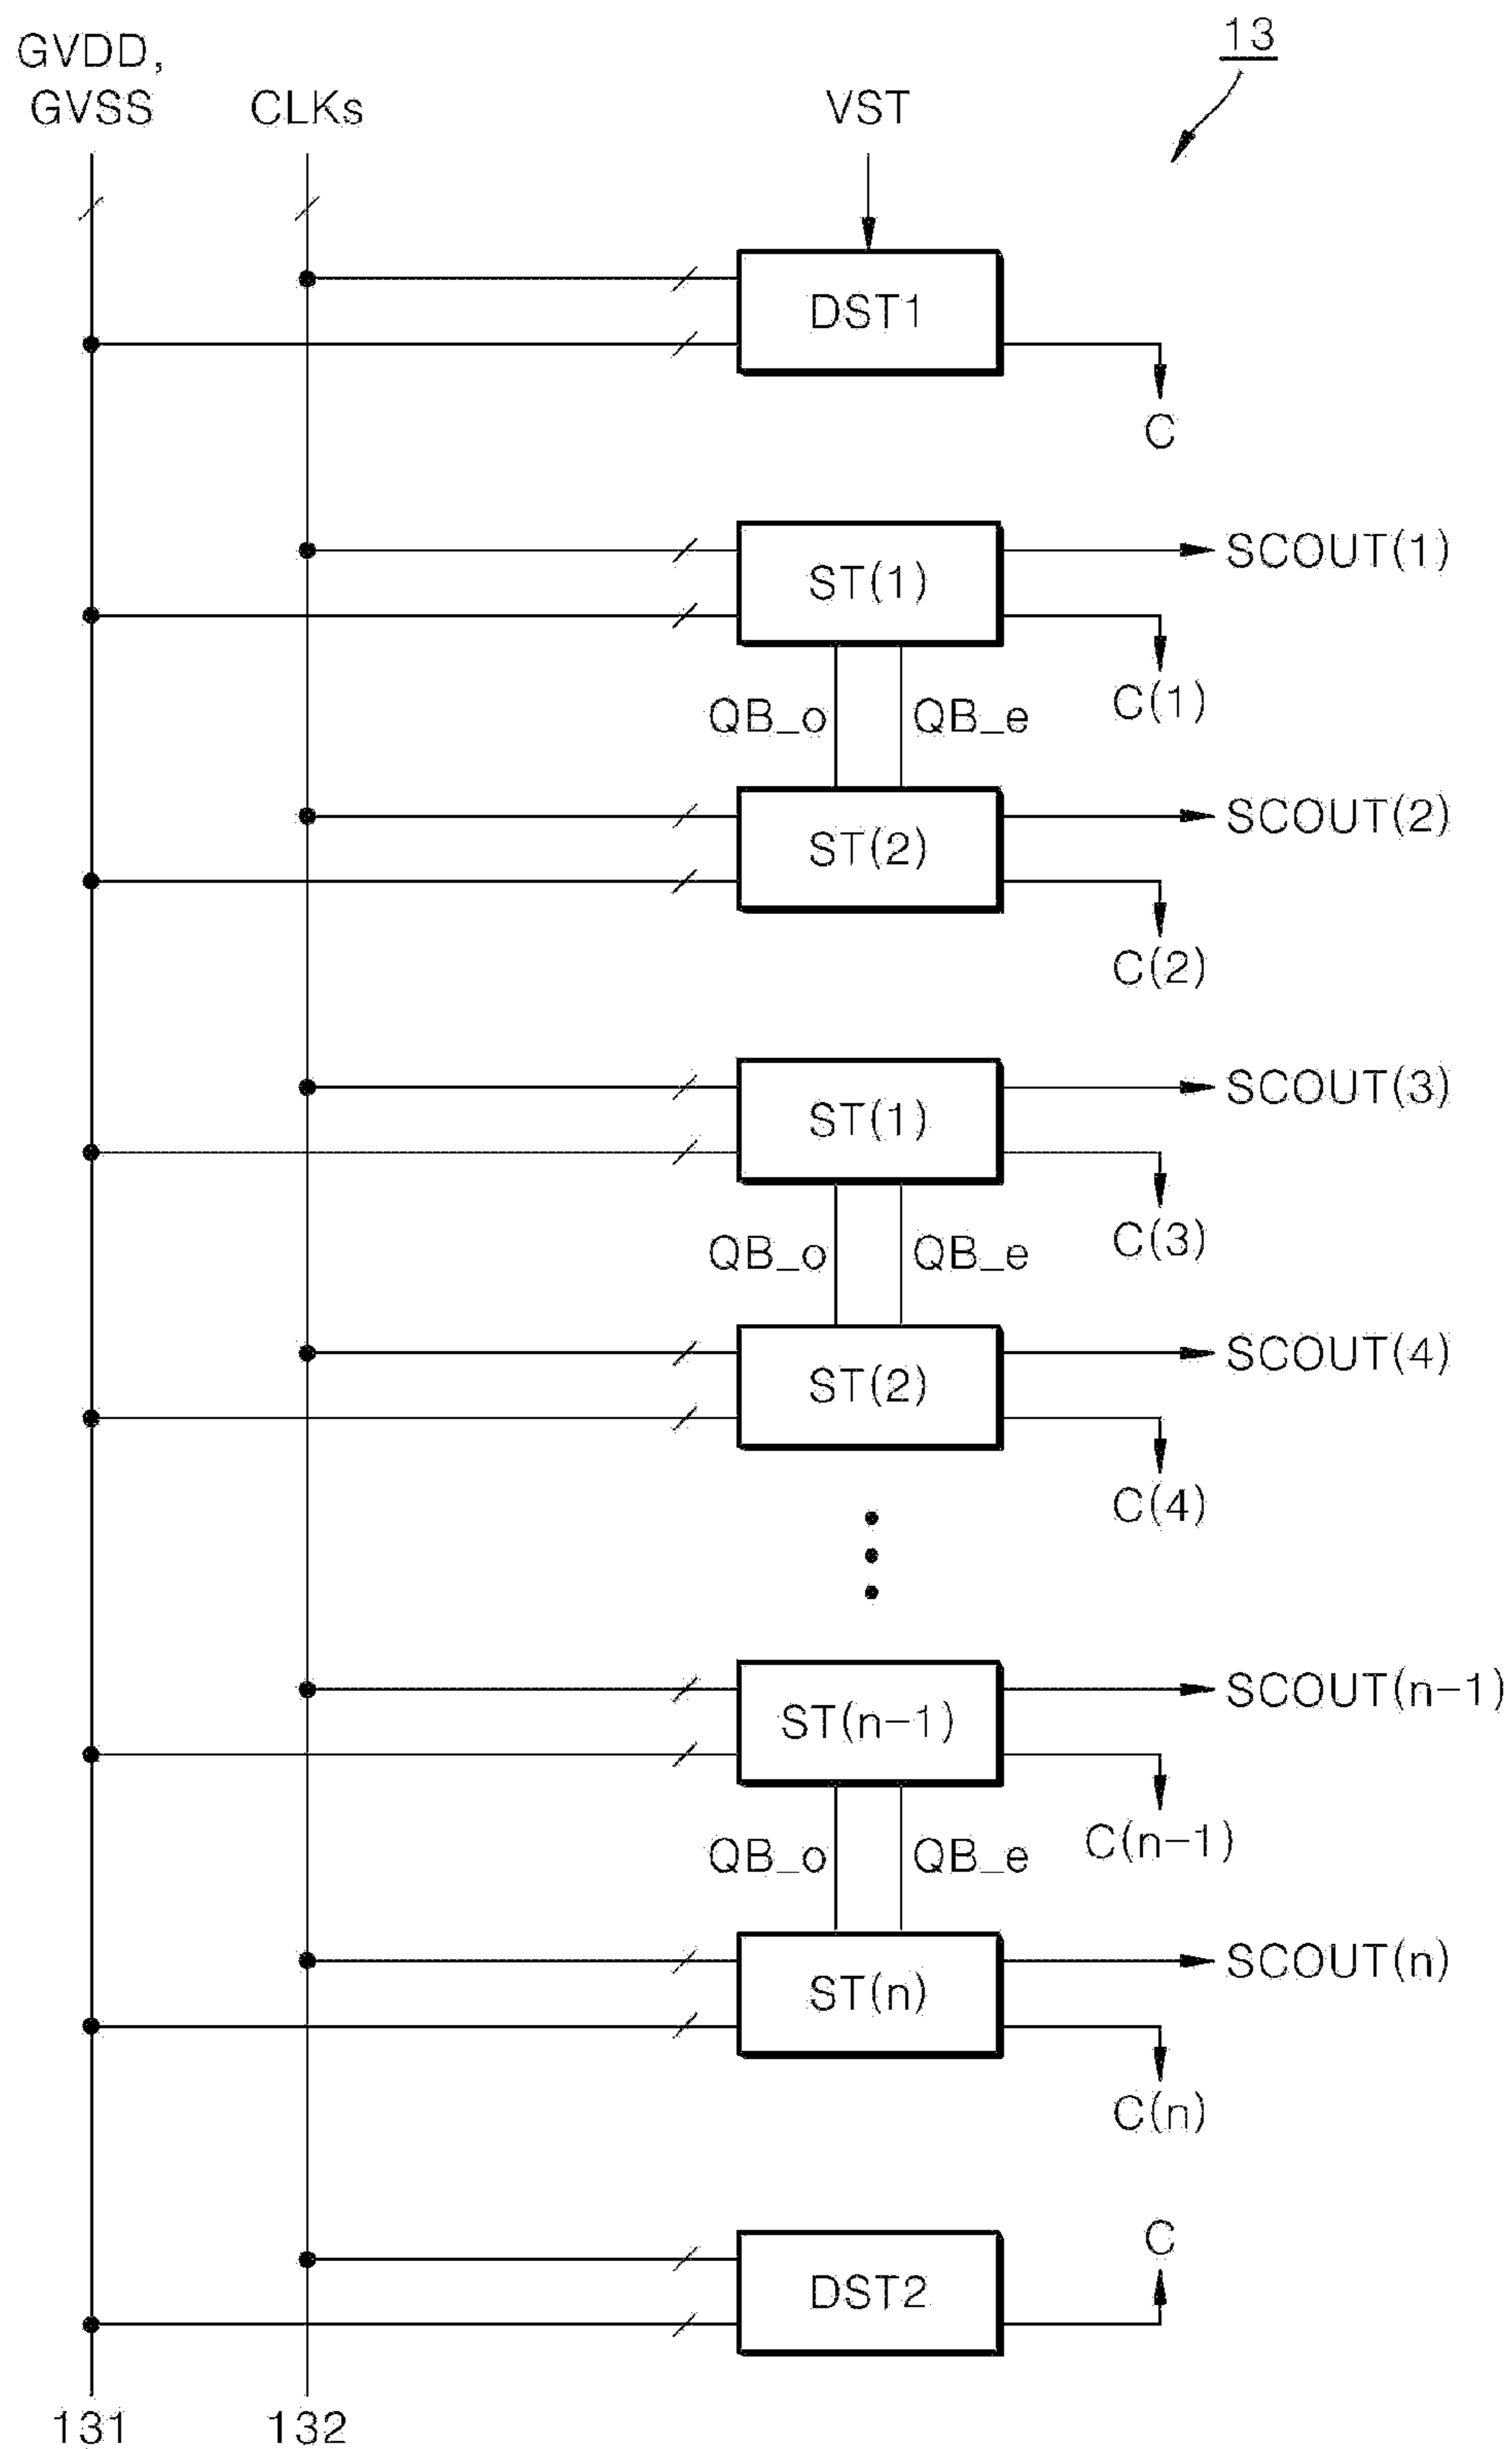 13
GVDD,
GVSS
CLKs
VST
DST1
C
ST(1)
SCOUT(1)
C(1)
QB_o
QB_e
ST(2)
SCOUT(2)
C(2)
ST(1)
SCOUT(3)
C(3)
QB_o
QB_e
ST(2)
SCOUT(4)
C(4)
ST(n-1)
SCOUT(n-1)
C(n-1)
QB_o
QB_e
ST(n)
SCOUT(n)
C(n)
C
DST2
131
132